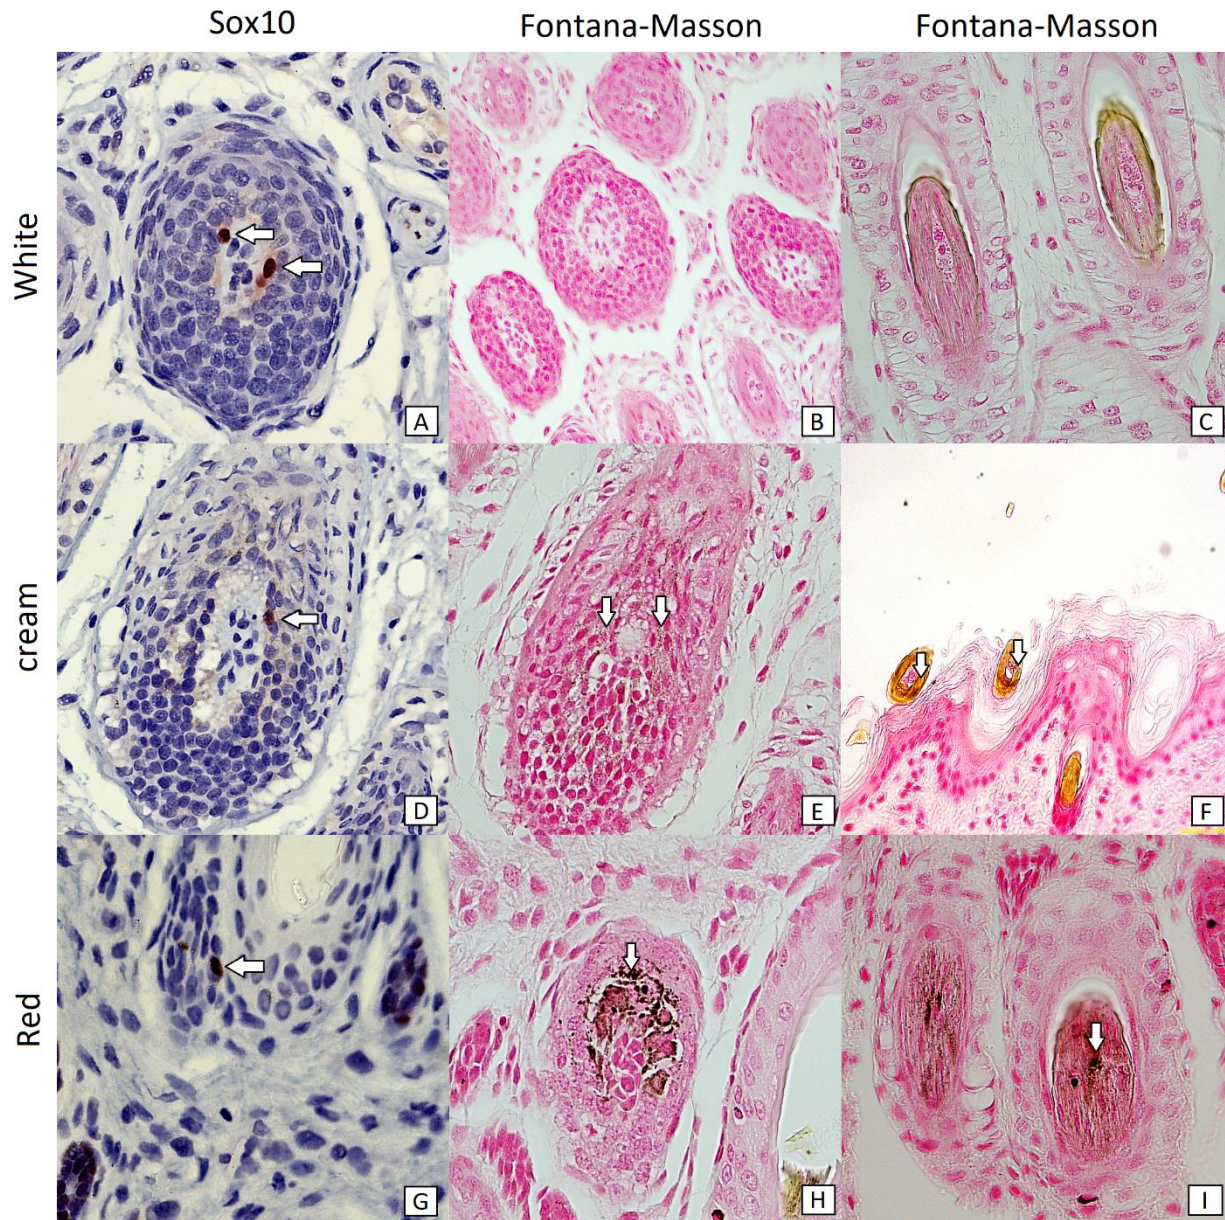 Sox10 Fontana-Masson Fontana-Masson
White
A B C
cream
D E F
Red
G H I